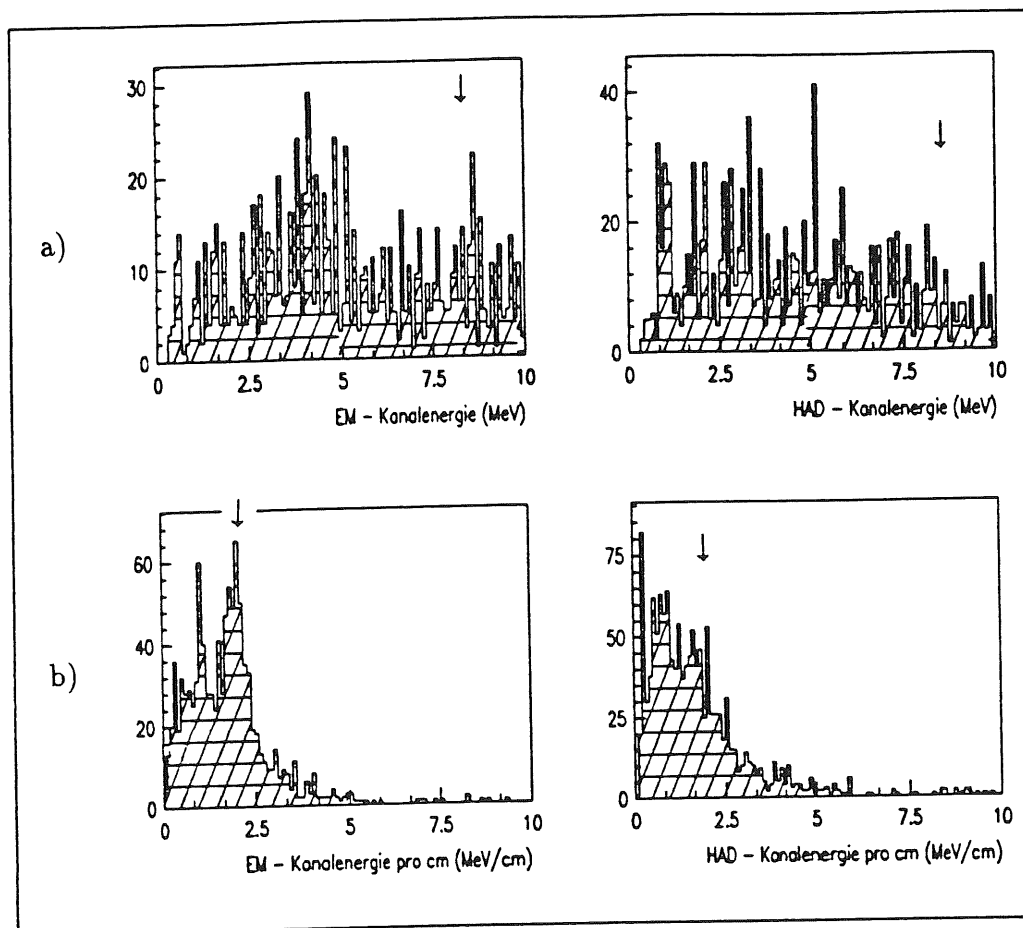 a)
30
20
10
0
0 2.5 5 7.5 10
EM – Kanalenergie (MeV)
40
20
0
0 2.5 5 7.5 10
HAD – Kanalenergie (MeV)
b)
60
40
20
0
0 2.5 5 7.5 10
EM – Kanalenergie pro cm (MeV/cm)
75
50
25
0
0 2.5 5 7.5 10
HAD – Kanalenergie pro cm (MeV/cm)